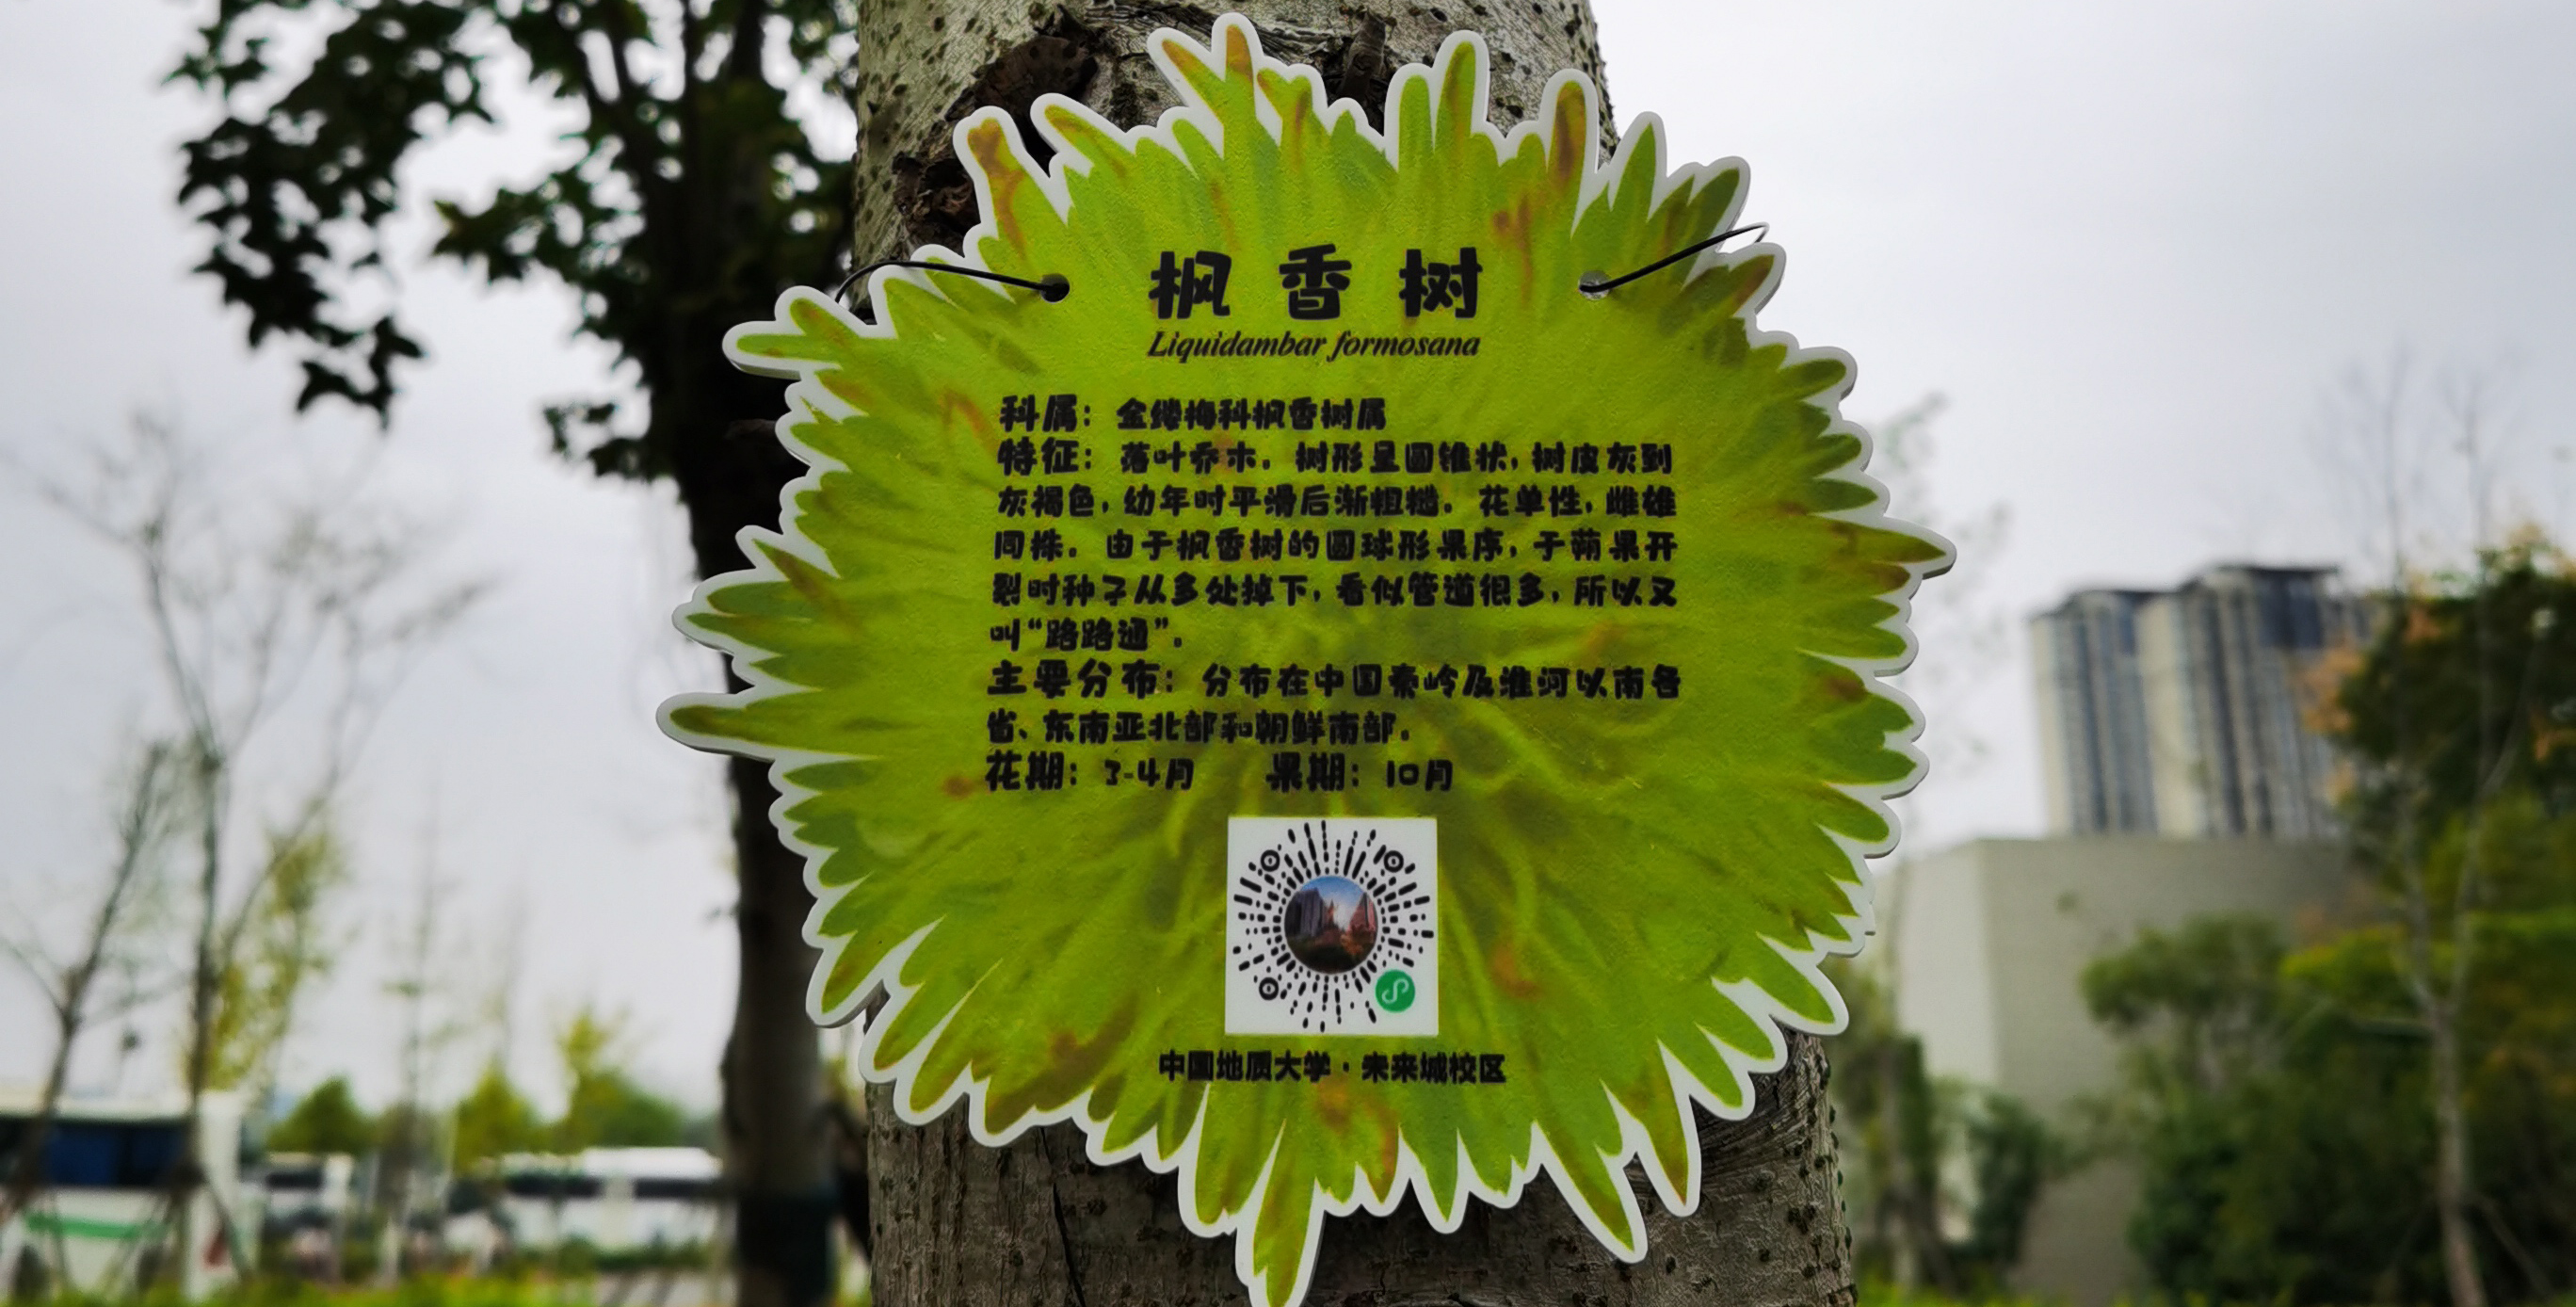 枫香树
Liquidambar formosana
科属：金缕梅科枫香树属
特征：落叶乔木。树形呈圆锥状，树皮灰到
灰褐色，幼年时平滑后渐粗糙。花单性，雌雄
同株。由于枫香树的圆球形果序，于蒴果开
裂时种子从多处掉下，看似管道很多，所以又
叫“路路通”。
主要分布：分布在中国秦岭及淮河以南各
省、东南亚北部和朝鲜南部。
花期：3-4月 果期：10月
中国地质大学·未来城校区